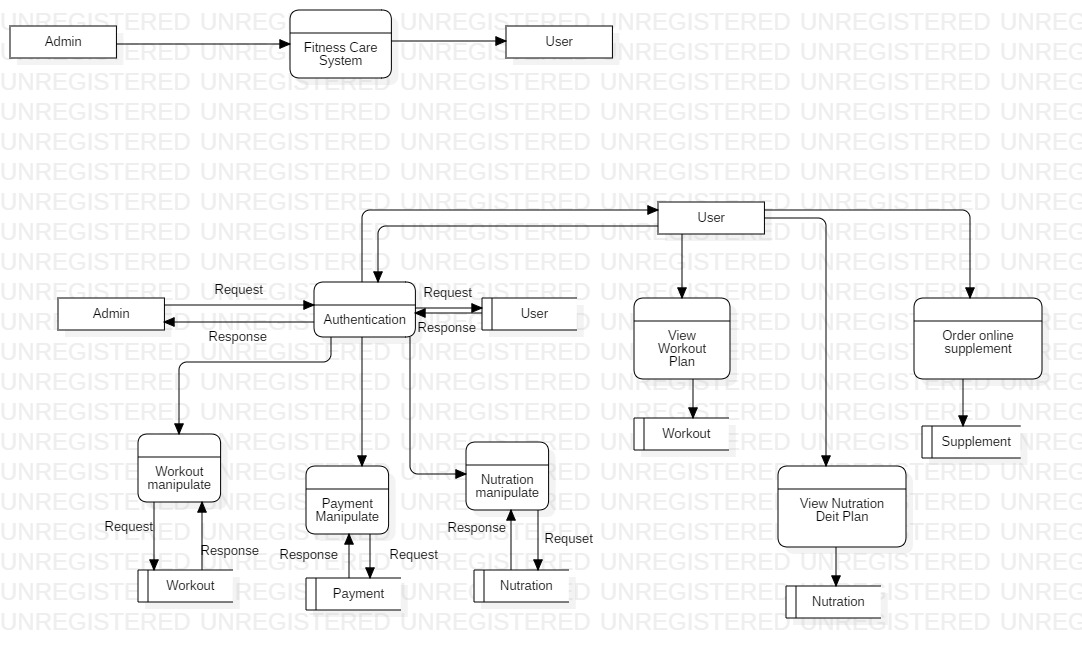 Admin
Fitness Care
System
User
User
Request
Admin
Response
Authentication
Request
Response
User
View
Workout
Plan
Order online
supplement
Workout
Supplement
Workout
manipulate
Payment
Manipulate
Nutration
manipulate
View Nutration
Deit Plan
Request
Response
Response
Request
Response
Requset
Workout
Payment
Nutration
Nutration
UNREGISTERED